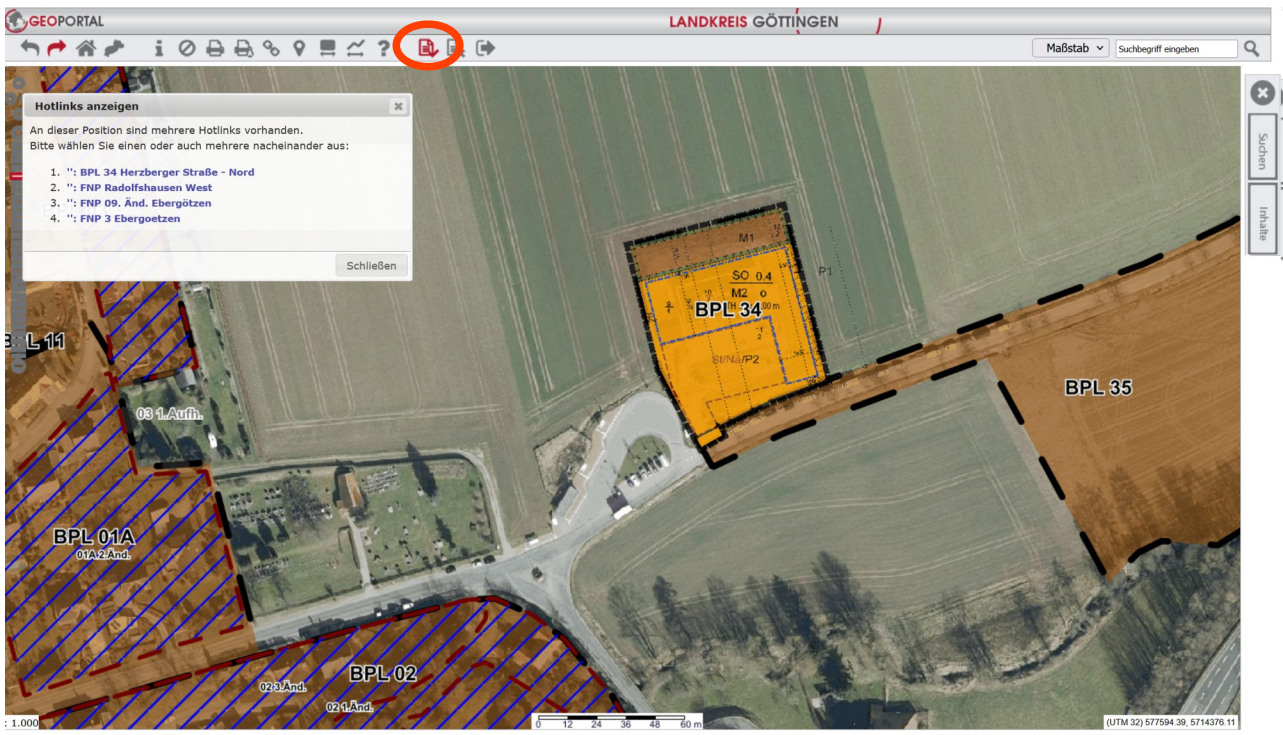 GEOPORTAL
LANDKREIS GÖTTINGEN
Maßstab
Suchbegriff eingeben
Hotlinks anzeigen
An dieser Position sind mehrere Hotlinks vorhanden.
Bitte wählen Sie einen oder auch mehrere nacheinander aus:
1. '': BPL 34 Herzberger Straße - Nord
2. '': FNP Radolfshausen West
3. '': FNP 09. Änd. Ebergötzen
4. '': FNP 3 Ebergoetzen
Schließen
Suchen
Inhalte
M1
P1
SO 0.4
M2 o
BPL 34
St/Na/P2
BPL 35
03 1.Aufh.
BPL 01A
01A 2.Änd.
BPL 02
02 3.Änd.
02 1.Änd.
: 1.000
0 12 24 36 48 60 m
(UTM 32) 577594.39, 5714376.11